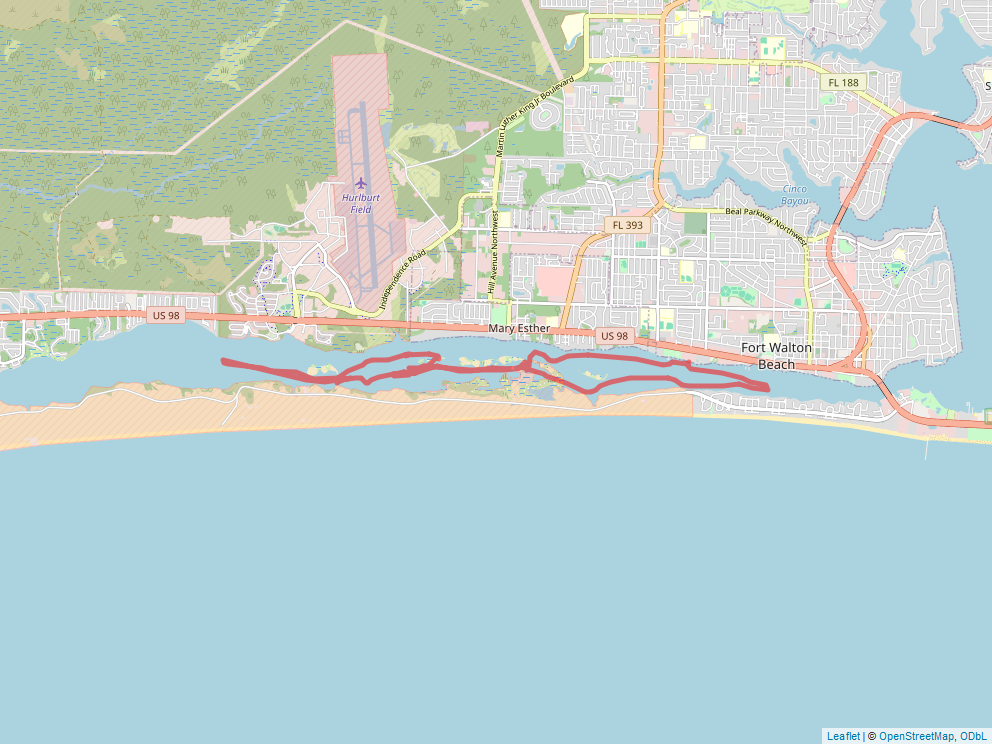 FL 188
S
Martin Luther King Jr. Boulevard
Cinco
Bayou
Hurlburt
Field
Beal Parkway Northwest
FL 393
Hill Avenue Northwest
Independence Road
US 98
Mary Esther
US 98
Fort Walton
Beach
Leaflet | © OpenStreetMap, ODbL